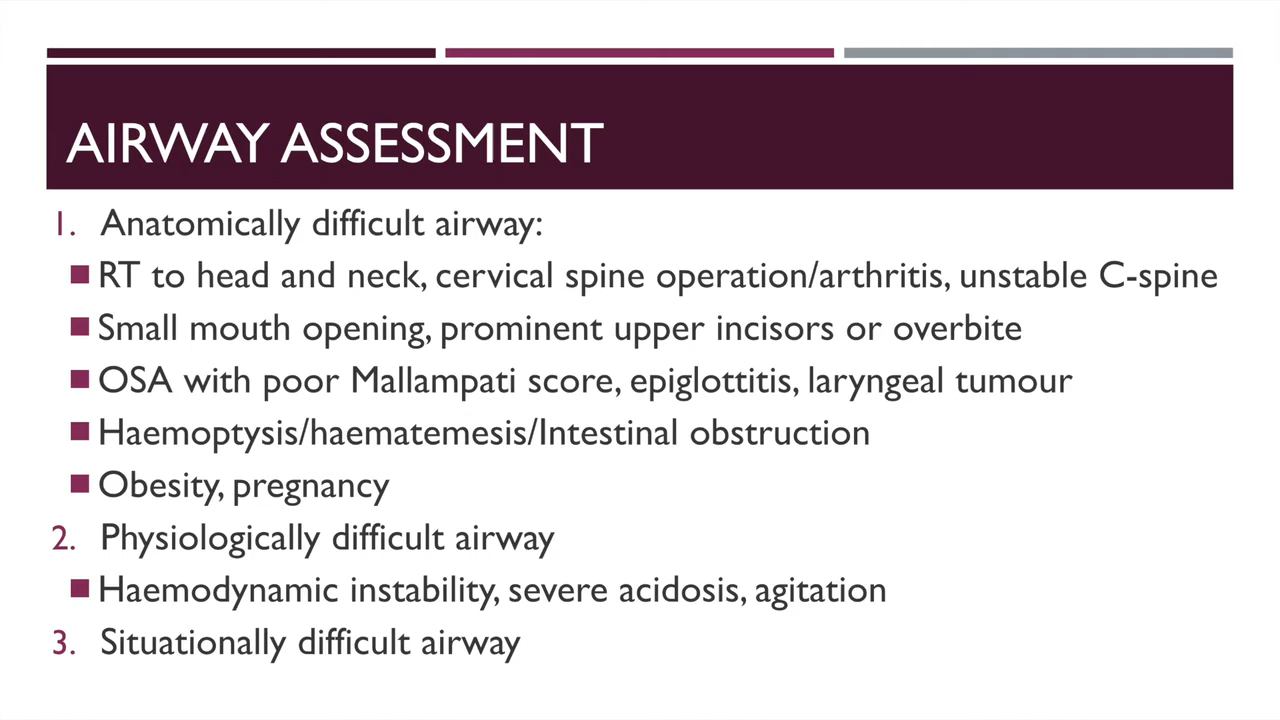 AIRWAY ASSESSMENT
1. Anatomically difficult airway:
■ RT to head and neck, cervical spine operation/arthritis, unstable C-spine
■ Small mouth opening, prominent upper incisors or overbite
■ OSA with poor Mallampati score, epiglottitis, laryngeal tumour
■ Haemoptysis/haematemesis/Intestinal obstruction
■ Obesity, pregnancy
2. Physiologically difficult airway
■ Haemodynamic instability, severe acidosis, agitation
3. Situationally difficult airway